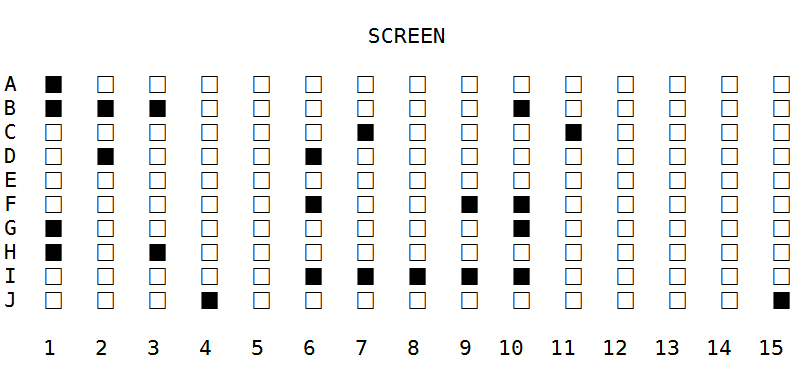 SCREEN
A ■ □ □ □ □ □ □ □ □ □ □ □ □ □ □
B ■ ■ ■ □ □ □ □ □ □ ■ □ □ □ □ □
C □ □ □ □ □ □ ■ □ □ □ ■ □ □ □ □
D □ ■ □ □ □ ■ □ □ □ □ □ □ □ □ □
E □ □ □ □ □ □ □ □ □ □ □ □ □ □ □
F □ □ □ □ □ ■ □ □ ■ ■ □ □ □ □ □
G ■ □ □ □ □ □ □ □ □ ■ □ □ □ □ □
H ■ □ ■ □ □ □ □ □ □ □ □ □ □ □ □
I □ □ □ □ □ ■ ■ ■ ■ ■ □ □ □ □ □
J □ □ □ ■ □ □ □ □ □ □ □ □ □ □ ■
1 2 3 4 5 6 7 8 9 10 11 12 13 14 15